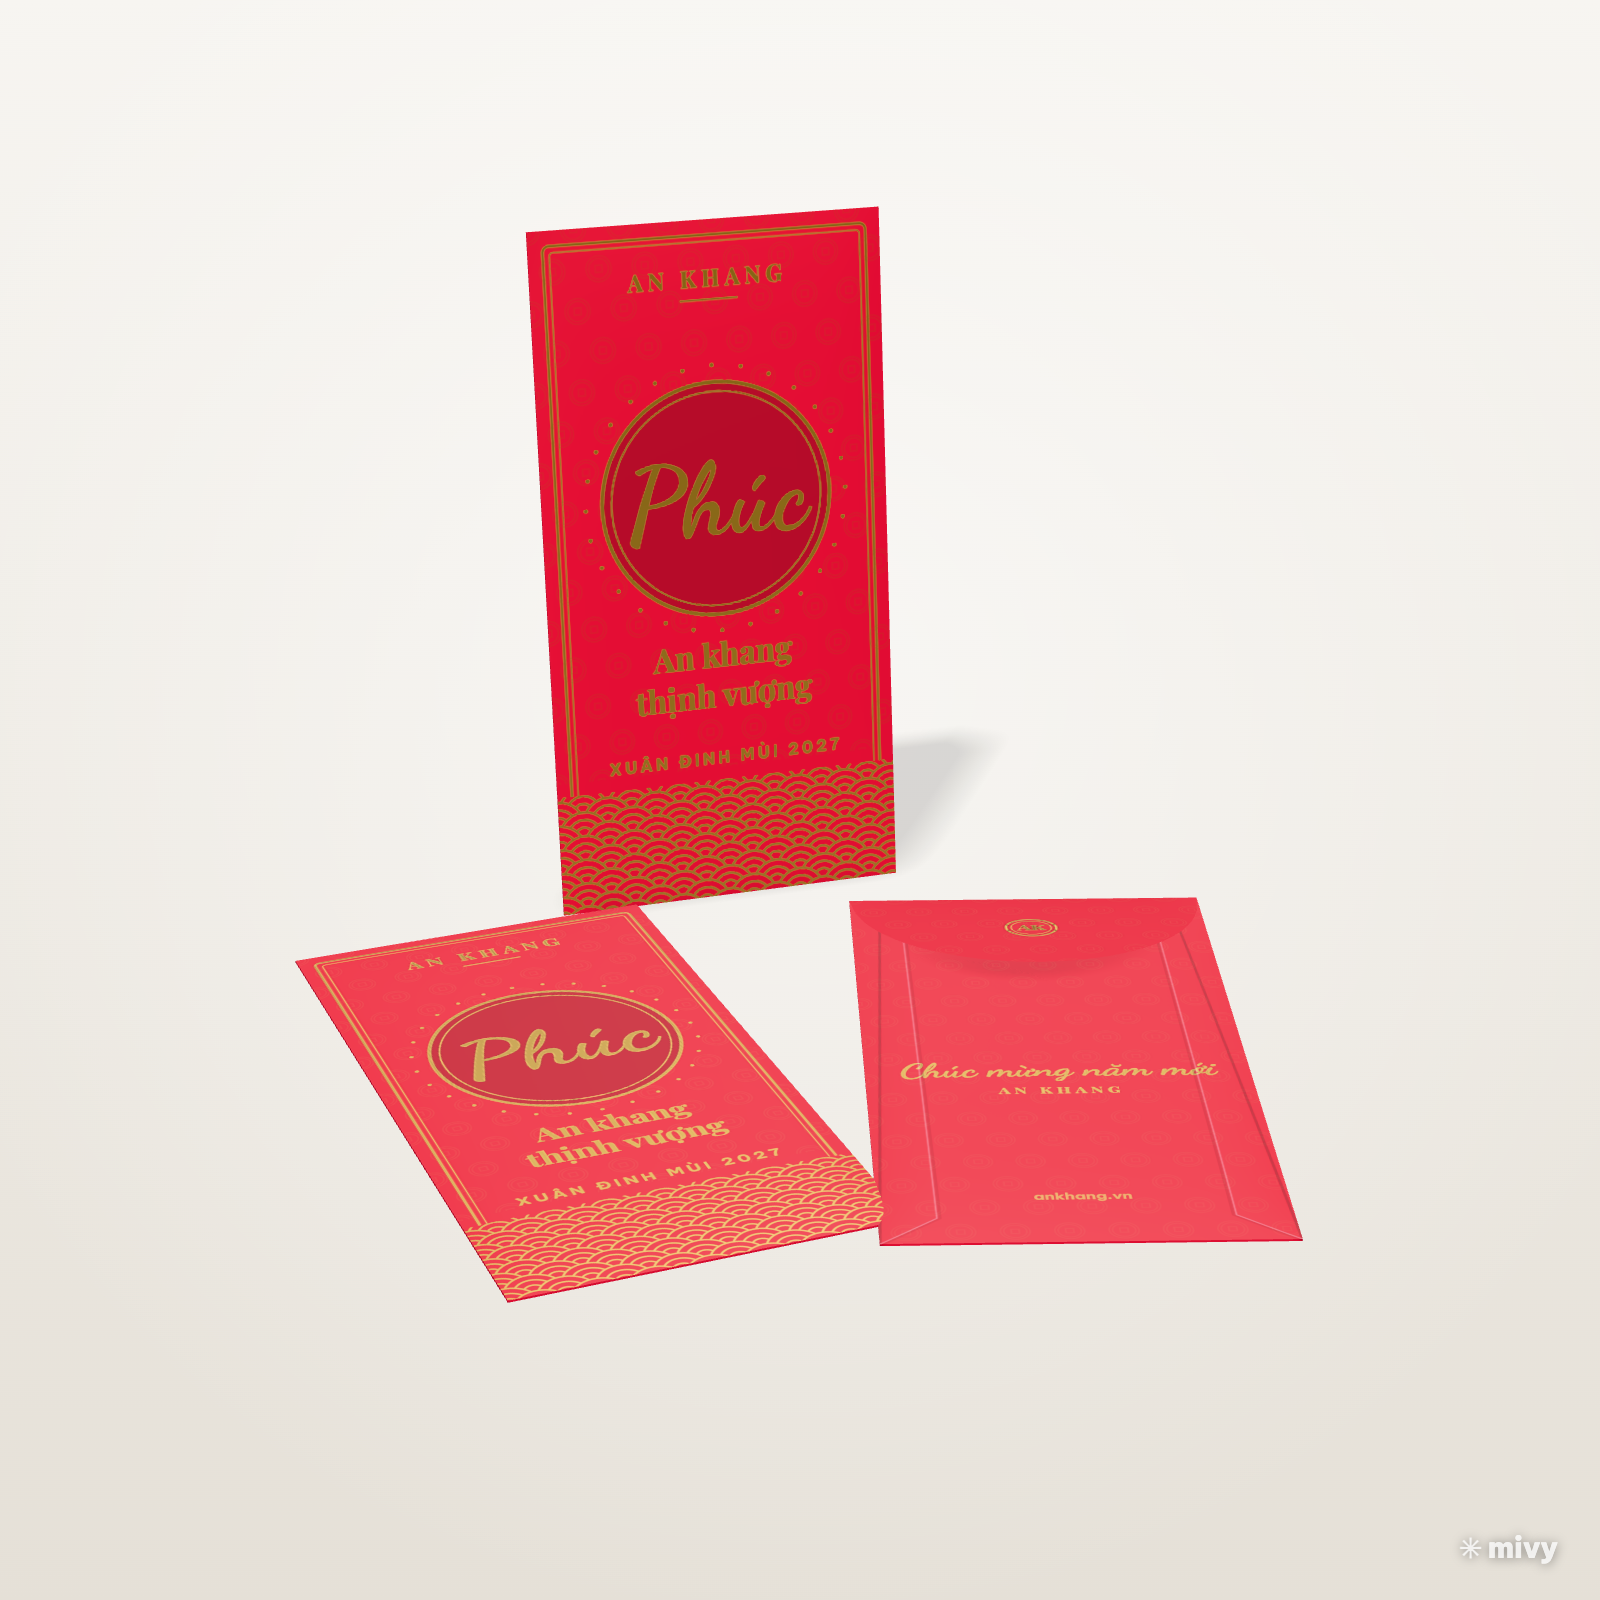 AN KHANG
Phúc
An khang
thịnh vượng
XUÂN ĐINH MÙI 2027
AN KHANG
Phúc
An khang
thịnh vượng
XUÂN ĐINH MÙI 2027
AK
Chúc mừng năm mới
AN KHANG
ankhang.vn
mivy